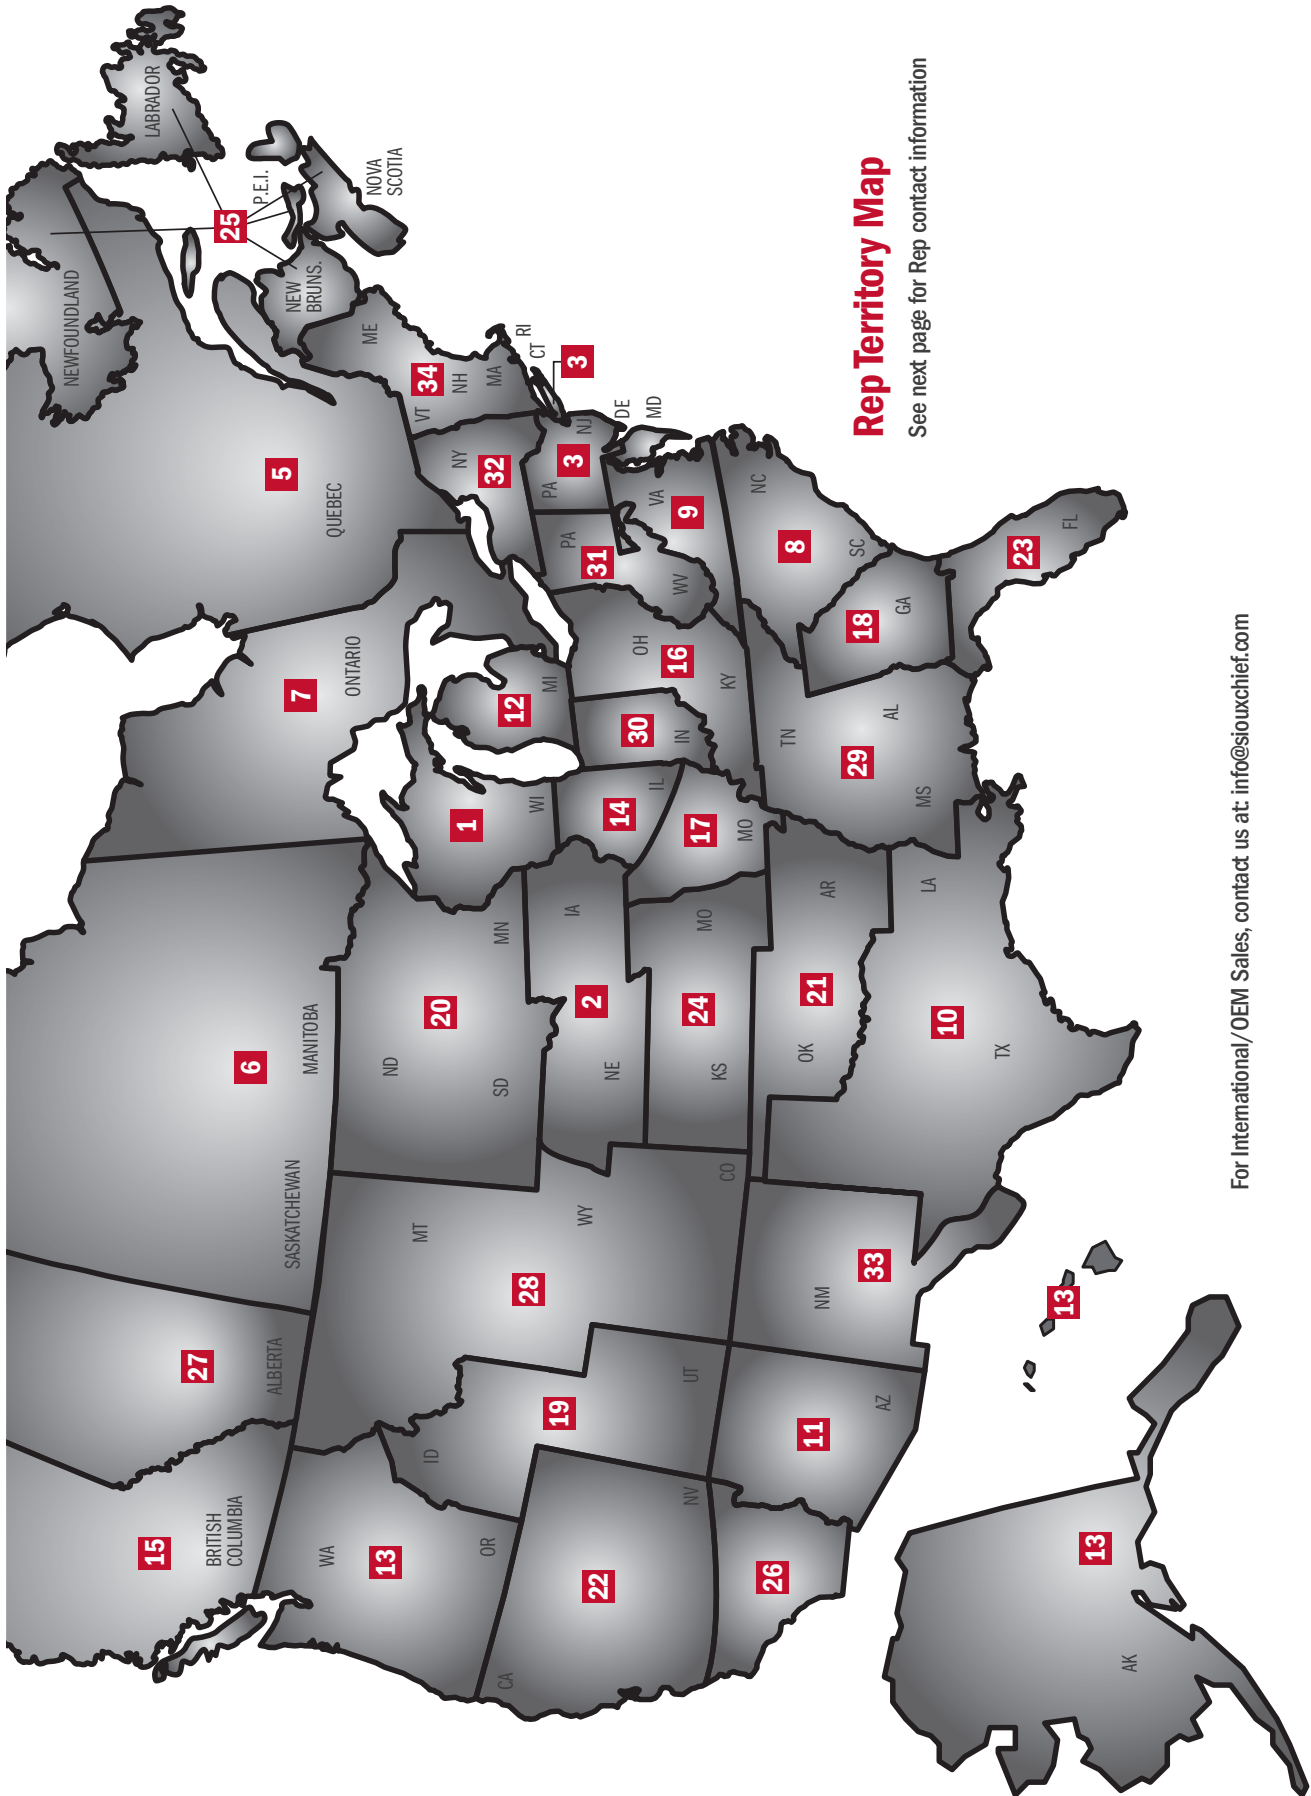 Rep Territory Map
See next page for Rep contact information
15
BRITISH
COLUMBIA
27
ALBERTA
SASKATCHEWAN
6
MANITOBA
7
ONTARIO
5
QUEBEC
NEWFOUNDLAND
LABRADOR
25
P.E.I.
NOVA
SCOTIA
NEW
BRUNS.
WA
13
OR
ID
19
UT
MT
28
WY
CO
ND
20
SD
MN
NE
2
IA
KS
24
MO
1
WI
14
IL
17
MO
12
MI
30
IN
OH
16
KY
31
PA
WV
PA
3
NJ
NY
32
VT
34
NH
MA
ME
RI
CT
3
DE
MD
VA
9
NC
8
SC
18
GA
23
FL
TN
29
AL
MS
AR
21
OK
LA
10
TX
NM
33
11
AZ
NV
22
CA
26
13
13
AK
For International/OEM Sales, contact us at: info@siouxchief.com